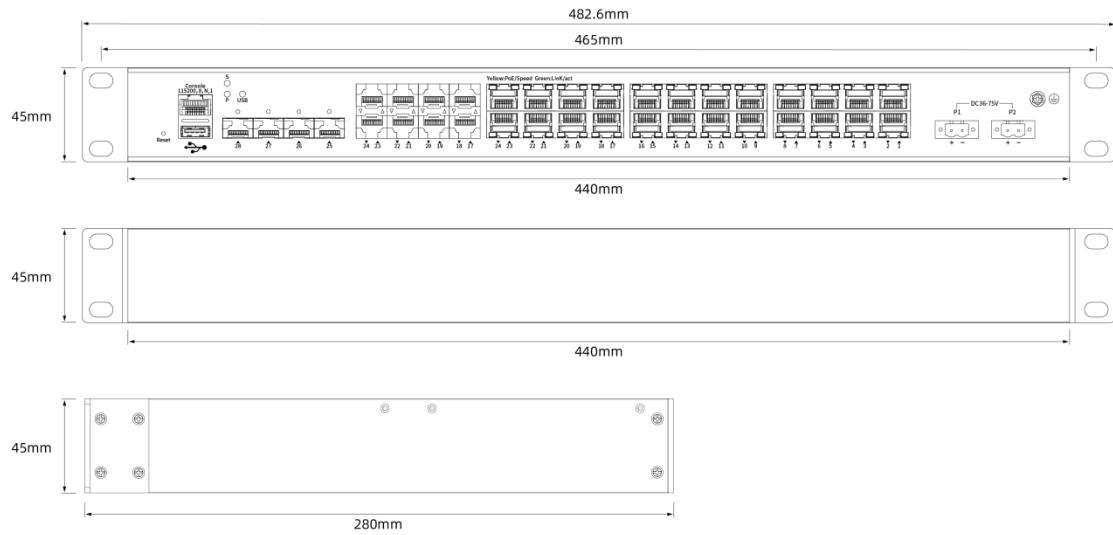 482.6mm
465mm
45mm
Console
115200,8,N,1
S
P USB
Reset
Yellow:PoE/Speed Green:LinK/act
DC36-75V
P1 P2
+ − + −
28 27 26 25
24 23 22 21 20 19 18 17
24 23 22 21 20 19 18 17
16 15 14 13 12 11 10 9
8 7 6 5 4 3 2 1
440mm
45mm
440mm
45mm
280mm